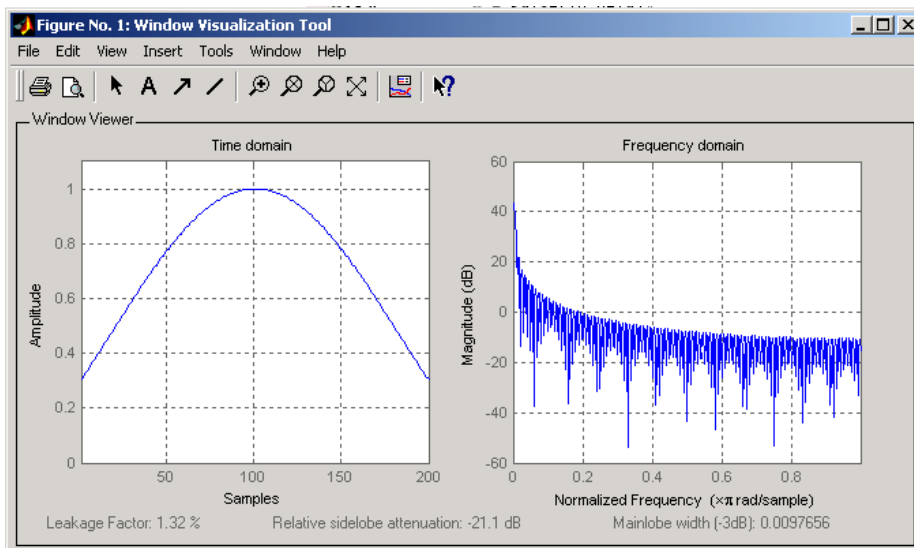 Figure No. 1: Window Visualization Tool
File Edit View Insert Tools Window Help
A
Window Viewer
Time domain
Frequency domain
1
0.8
0.6
0.4
0.2
0
Amplitude
50 100 150 200
Samples
60
40
20
0
-20
-40
-60
Magnitude (dB)
0 0.2 0.4 0.6 0.8
Normalized Frequency (×π rad/sample)
Leakage Factor: 1.32 % Relative sidelobe attenuation: -21.1 dB Mainlobe width (-3dB): 0.0097656